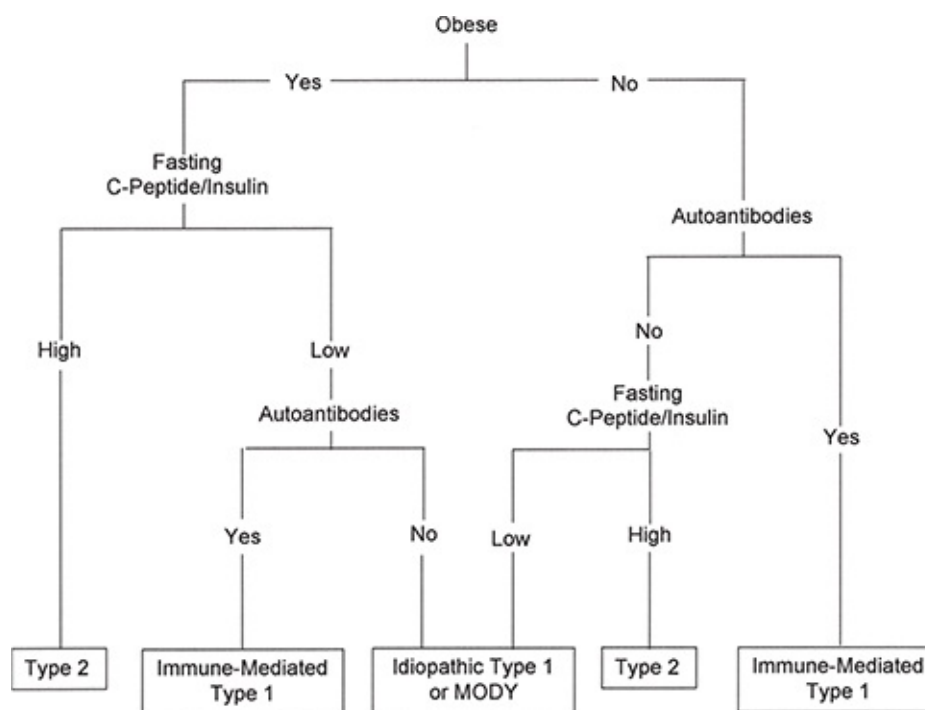 Obese
Yes
No
Fasting
C-Peptide/Insulin
Autoantibodies
High
Low
No
Autoantibodies
Fasting
C-Peptide/Insulin
Yes
Yes
No
Low
High
Type 2
Immune-Mediated
Type 1
Idiopathic Type 1
or MODY
Type 2
Immune-Mediated
Type 1